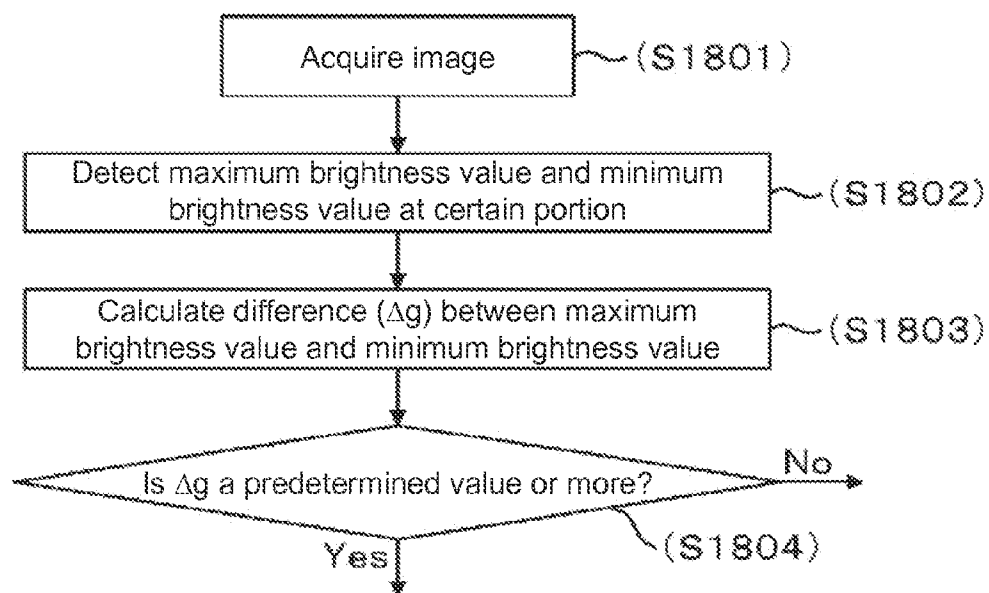 Acquire image
(S1801)
Detect maximum brightness value and minimum
brightness value at certain portion
(S1802)
Calculate difference (Δg) between maximum
brightness value and minimum brightness value
(S1803)
Is Δg a predetermined value or more?
No
(S1804)
Yes